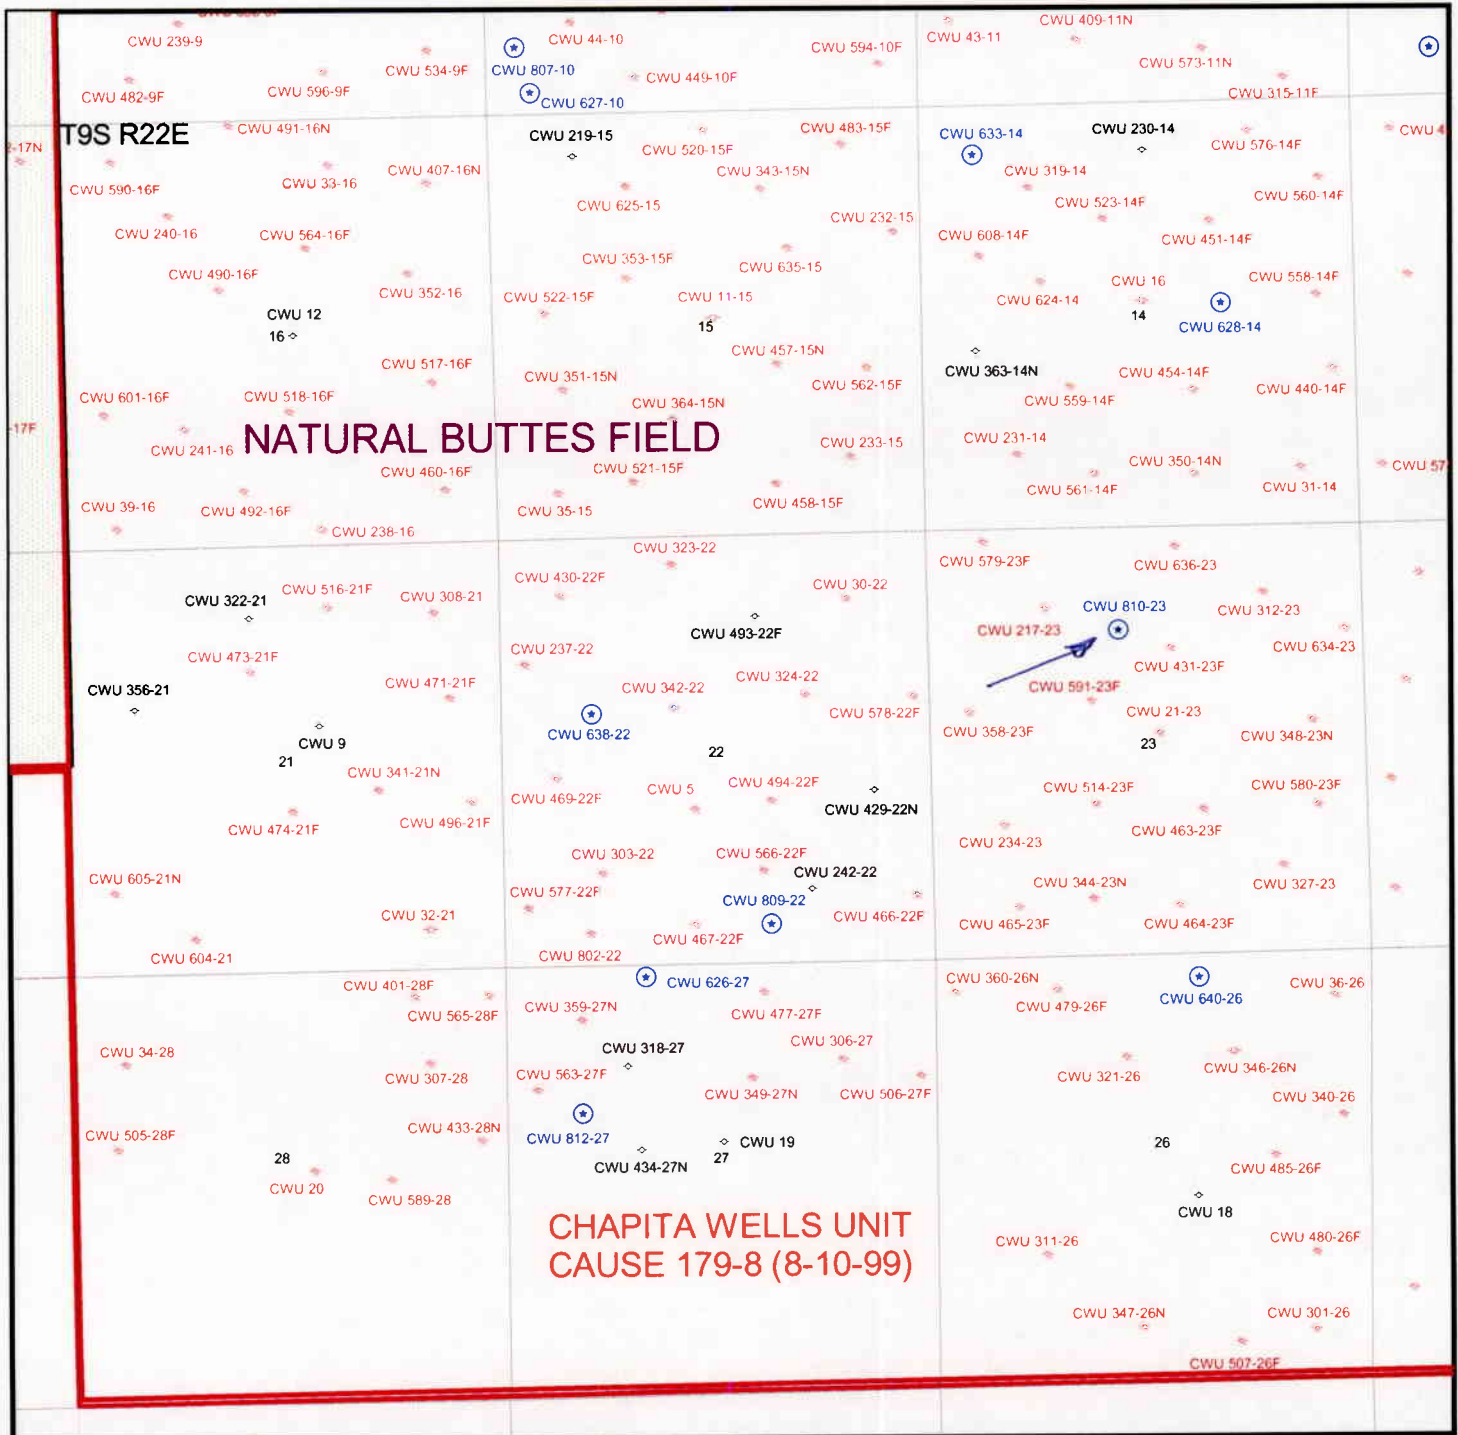 CWU 409-11N
CWU 239-9
CWU 44-10
CWU 594-10F
CWU 43-11
CWU 573-11N
CWU 534-9F
CWU 807-10
CWU 449-10F
CWU 482-9F
CWU 596-9F
CWU 627-10
CWU 315-11F
T9S R22E
CWU 491-16N
CWU 219-15
CWU 483-15F
CWU 633-14
CWU 230-14
-17N
CWU 520-15F
CWU 576-14F
CWU 590-16F
CWU 33-16
CWU 407-16N
CWU 343-15N
CWU 319-14
CWU 560-14F
CWU 625-15
CWU 523-14F
CWU 240-16
CWU 564-16F
CWU 232-15
CWU 608-14F
CWU 451-14F
CWU 490-16F
CWU 353-15F
CWU 635-15
CWU 558-14F
CWU 352-16
CWU 522-15F
CWU 11-15
CWU 624-14
CWU 16
CWU 12
15
14
CWU 628-14
16
CWU 517-16F
CWU 457-15N
CWU 363-14N
CWU 351-15N
CWU 562-15F
CWU 454-14F
CWU 440-14F
CWU 601-16F
CWU 518-16F
CWU 364-15N
CWU 559-14F
-17F
CWU 241-16
NATURAL BUTTES FIELD
CWU 233-15
CWU 231-14
CWU 460-16F
CWU 521-15F
CWU 350-14N
CWU 57
CWU 39-16
CWU 492-16F
CWU 35-15
CWU 458-15F
CWU 561-14F
CWU 31-14
CWU 238-16
CWU 323-22
CWU 579-23F
CWU 636-23
CWU 322-21
CWU 516-21F
CWU 308-21
CWU 430-22F
CWU 30-22
CWU 810-23
CWU 312-23
CWU 493-22F
CWU 217-23
CWU 634-23
CWU 473-21F
CWU 237-22
CWU 431-23F
CWU 356-21
CWU 471-21F
CWU 342-22
CWU 324-22
CWU 591-23F
CWU 578-22F
CWU 21-23
CWU 9
CWU 638-22
CWU 358-23F
CWU 348-23N
21
22
23
CWU 341-21N
CWU 469-22F
CWU 5
CWU 494-22F
CWU 514-23F
CWU 580-23F
CWU 474-21F
CWU 496-21F
CWU 429-22N
CWU 463-23F
CWU 234-23
CWU 303-22
CWU 566-22F
CWU 242-22
CWU 605-21N
CWU 577-22F
CWU 344-23N
CWU 327-23
CWU 32-21
CWU 809-22
CWU 466-22F
CWU 465-23F
CWU 464-23F
CWU 604-21
CWU 802-22
CWU 467-22F
CWU 401-28F
CWU 626-27
CWU 360-26N
CWU 640-26
CWU 36-26
CWU 565-28F
CWU 359-27N
CWU 477-27F
CWU 479-26F
CWU 34-28
CWU 318-27
CWU 306-27
CWU 307-28
CWU 563-27F
CWU 349-27N
CWU 506-27F
CWU 321-26
CWU 346-26N
CWU 340-26
CWU 505-28F
CWU 433-28N
CWU 812-27
CWU 19
28
CWU 434-27N
27
26
CWU 485-26F
CWU 20
CWU 589-28
CWU 18
CHAPITA WELLS UNIT
CAUSE 179-8 (8-10-99)
CWU 311-26
CWU 480-26F
CWU 347-26N
CWU 301-26
CWU 507-26F